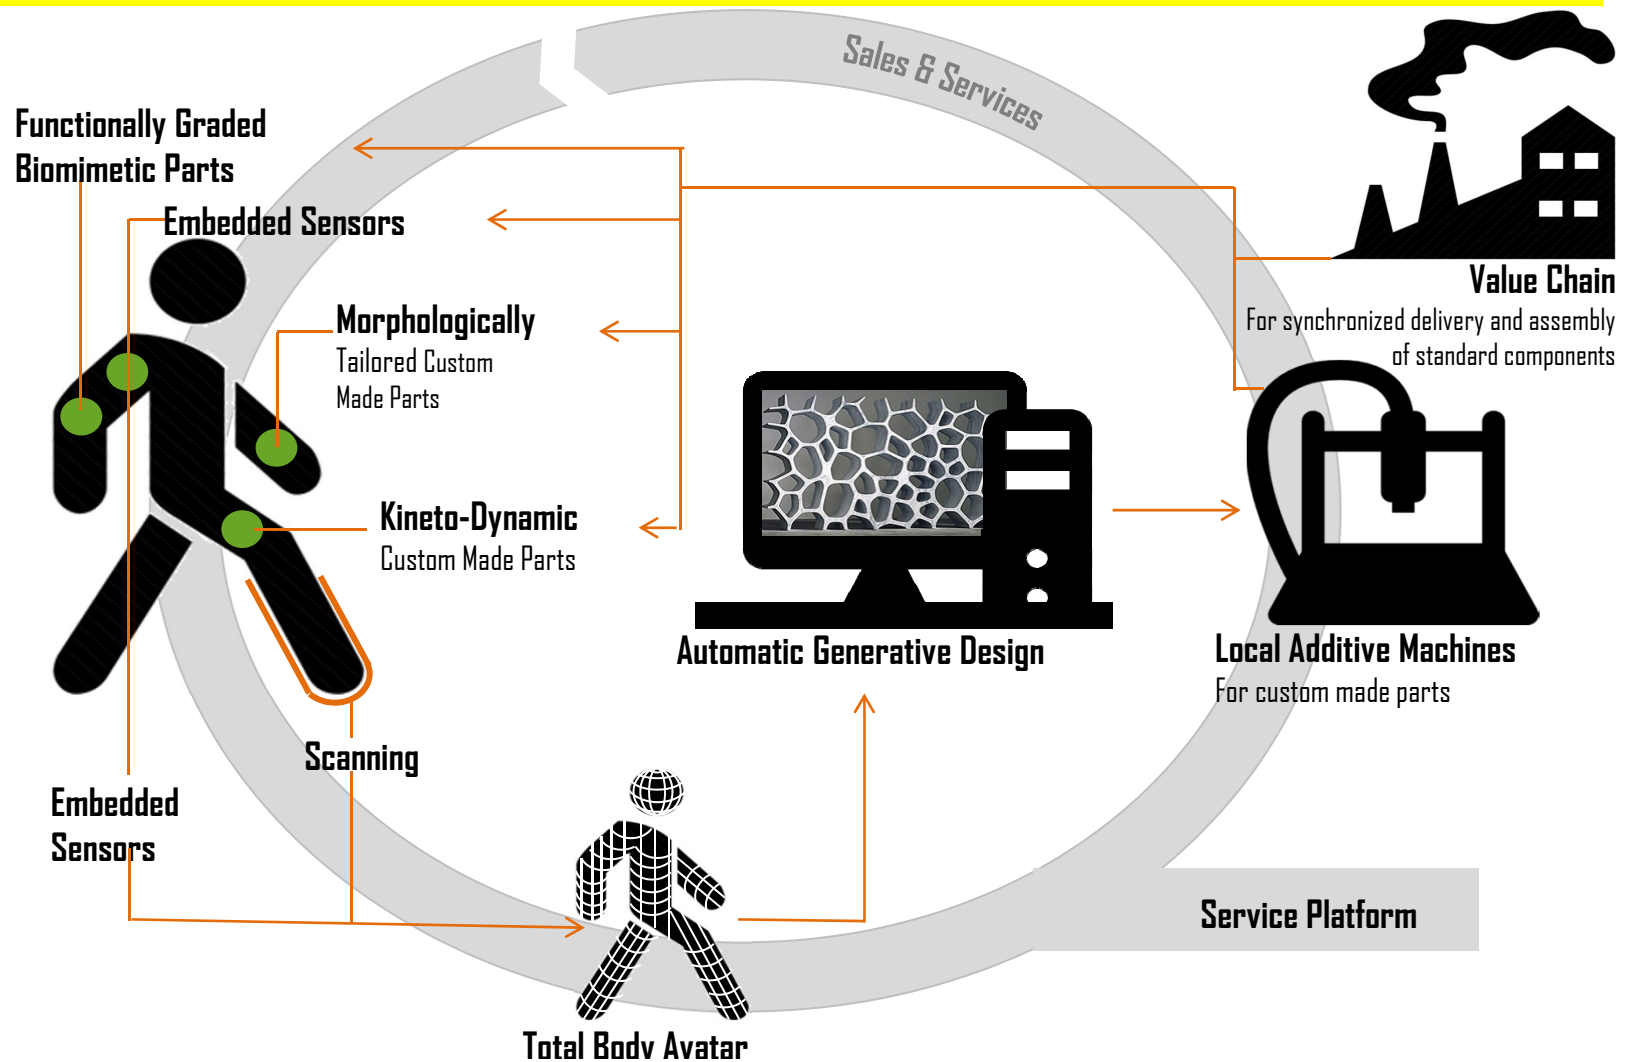 Sales & Services
Functionally Graded
Biomimetic Parts
Embedded Sensors
Value Chain
For synchronized delivery and assembly
of standard components
Morphologically
Tailored Custom
Made Parts
Kineto-Dynamic
Custom Made Parts
Automatic Generative Design
Local Additive Machines
For custom made parts
Scanning
Embedded
Sensors
Service Platform
Total Body Avatar